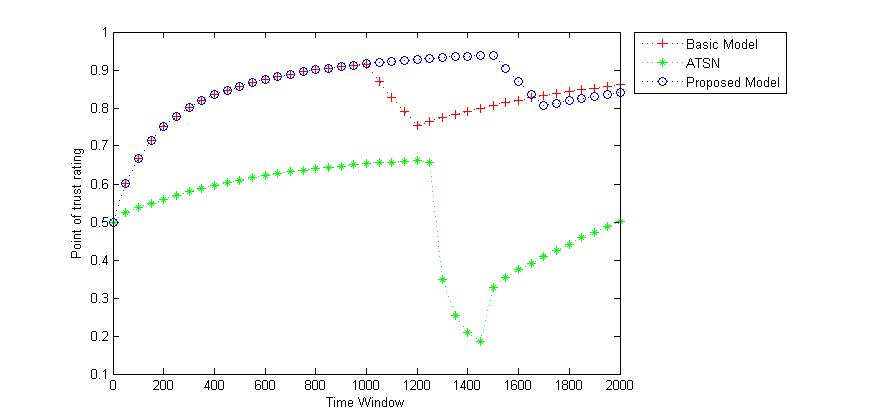 1
0.9
0.8
0.7
0.6
0.5
0.4
0.3
0.2
0.1
Point of trust rating
0 200 400 600 800 1000 1200 1400 1600 1800 2000
Time Window
Basic Model
ATSN
Proposed Model